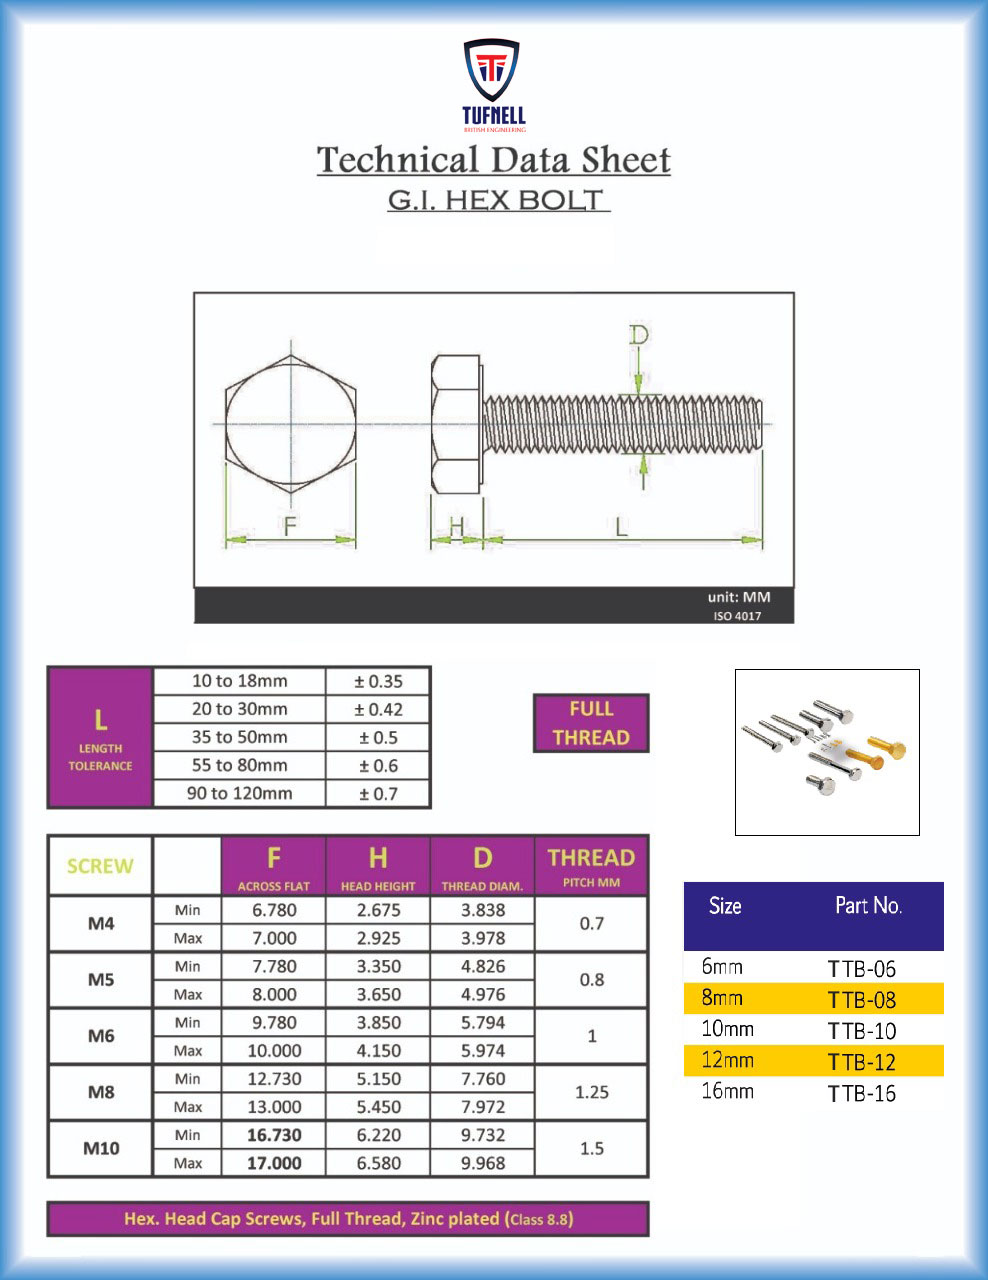 TUFNELL
BRITISH ENGINEERING
Technical Data Sheet
G.I. HEX BOLT
D
F
H
L
unit: MM
ISO 4017
L
LENGTH
TOLERANCE
10 to 18mm ± 0.35
20 to 30mm ± 0.42
35 to 50mm ± 0.5
55 to 80mm ± 0.6
90 to 120mm ± 0.7
FULL
THREAD
SCREW F H D THREAD
ACROSS FLAT HEAD HEIGHT THREAD DIAM. PITCH MM
M4 Min 6.780 2.675 3.838 0.7
Max 7.000 2.925 3.978
M5 Min 7.780 3.350 4.826 0.8
Max 8.000 3.650 4.976
M6 Min 9.780 3.850 5.794 1
Max 10.000 4.150 5.974
M8 Min 12.730 5.150 7.760 1.25
Max 13.000 5.450 7.972
M10 Min 16.730 6.220 9.732 1.5
Max 17.000 6.580 9.968
Size Part No.
6mm TTB-06
8mm TTB-08
10mm TTB-10
12mm TTB-12
16mm TTB-16
Hex. Head Cap Screws, Full Thread, Zinc plated (Class 8.8)